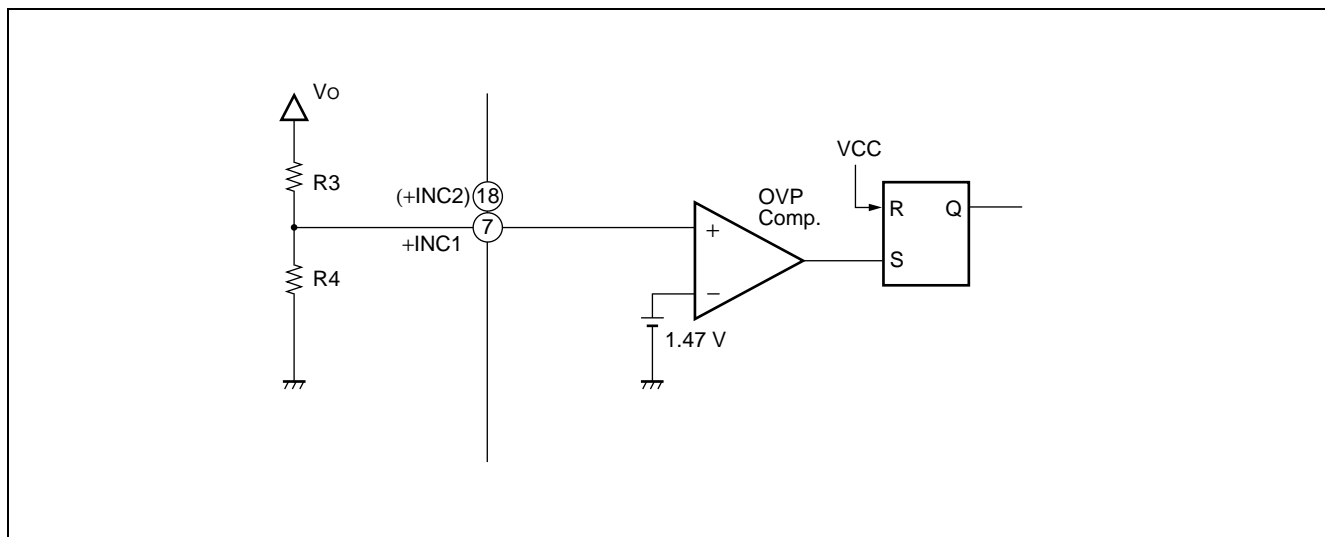 Vo
R3
(+INC2) 18
7
+INC1
R4
+
−
1.47 V
OVP
Comp.
VCC
R Q
S